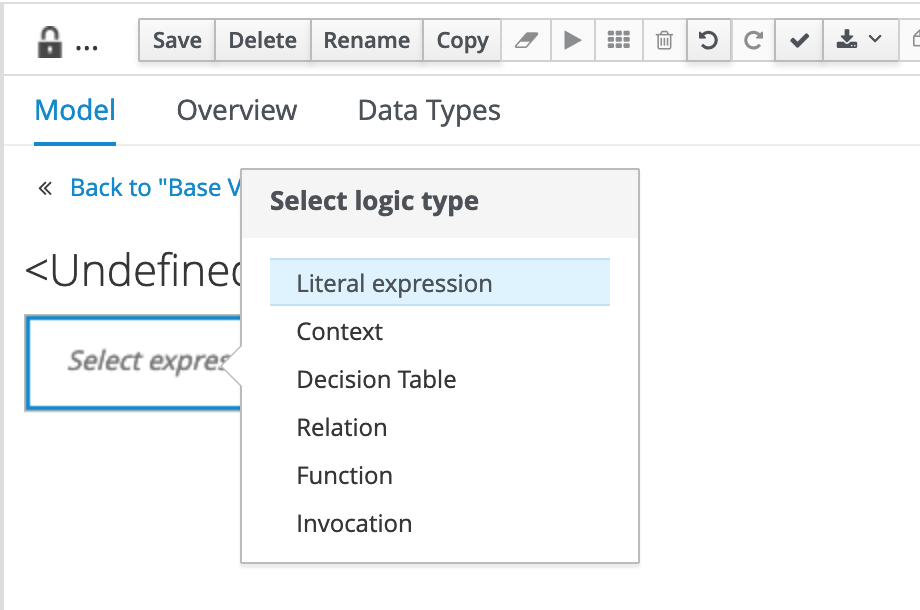 ... Save Delete Rename Copy
Model Overview Data Types
« Back to "Base V
Select logic type
<Undefined
Literal expression
Context
Select expres
Decision Table
Relation
Function
Invocation